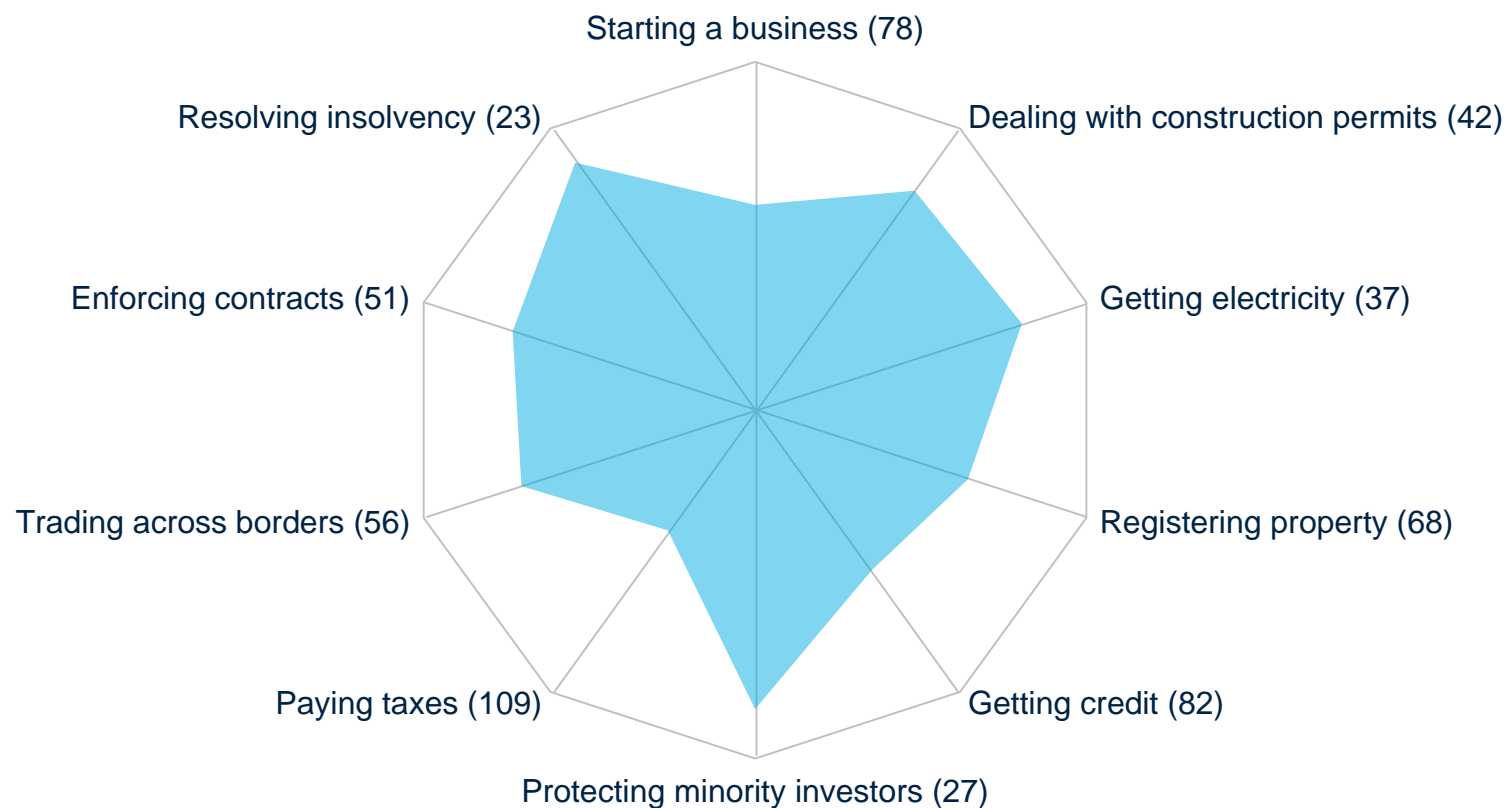 Starting a business (78)
Resolving insolvency (23)
Dealing with construction permits (42)
Enforcing contracts (51)
Getting electricity (37)
Trading across borders (56)
Registering property (68)
Paying taxes (109)
Getting credit (82)
Protecting minority investors (27)